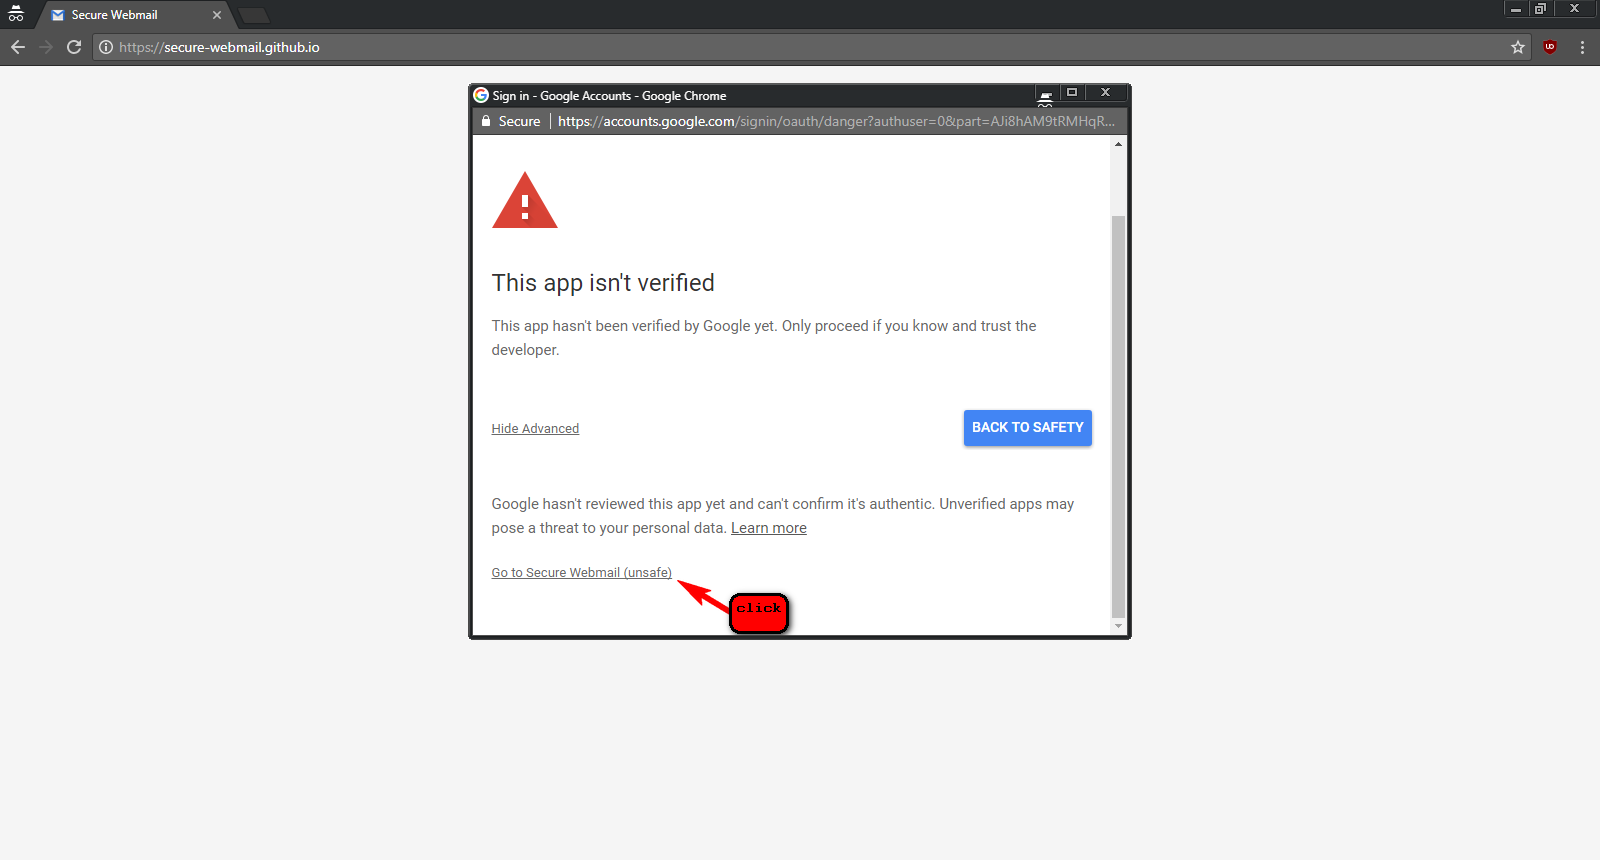 Secure Webmail
https://secure-webmail.github.io
Sign in - Google Accounts - Google Chrome
Secure https://accounts.google.com/signin/oauth/danger?authuser=0&part=AJi8hAM9tRMHqR...
This app isn't verified
This app hasn't been verified by Google yet. Only proceed if you know and trust the
developer.
Hide Advanced
BACK TO SAFETY
Google hasn't reviewed this app yet and can't confirm it's authentic. Unverified apps may
pose a threat to your personal data. Learn more
Go to Secure Webmail (unsafe)
click